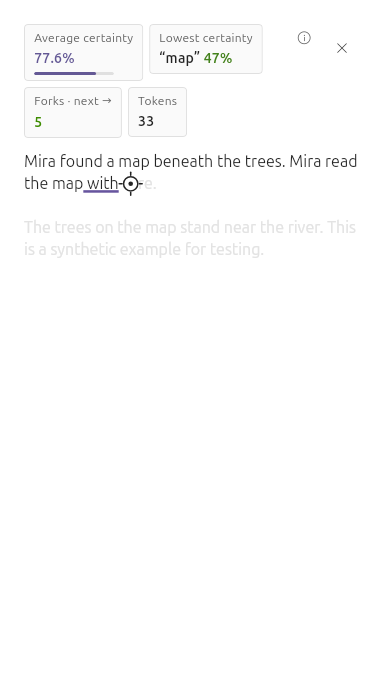 Average certainty
77.6%
Lowest certainty
“map” 47%
Forks · next →
5
Tokens
33
Mira found a map beneath the trees. Mira read
the map with
The trees on the map stand near the river. This
is a synthetic example for testing.